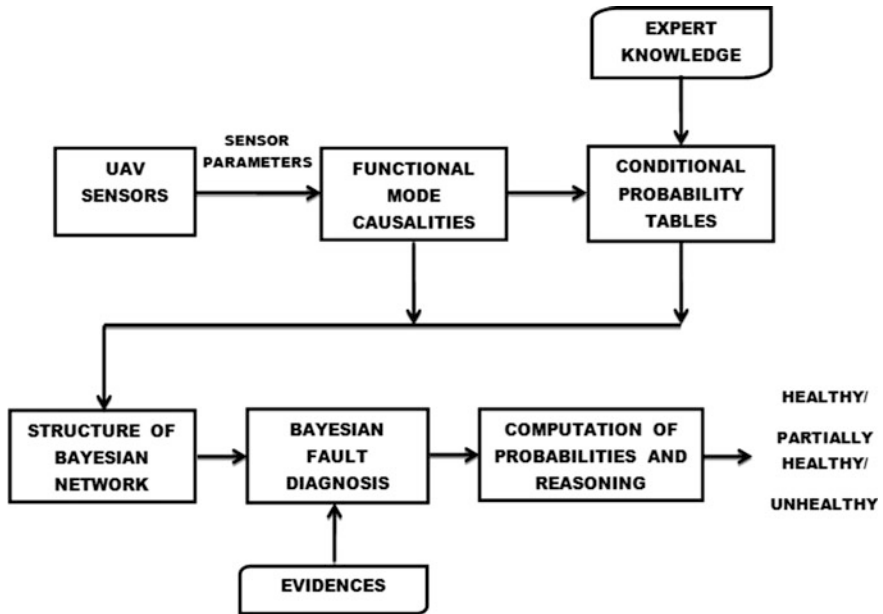 EXPERT
KNOWLEDGE
SENSOR
PARAMETERS
UAV
SENSORS
FUNCTIONAL
MODE
CAUSALITIES
CONDITIONAL
PROBABILITY
TABLES
STRUCTURE OF
BAYESIAN
NETWORK
BAYESIAN
FAULT
DIAGNOSIS
COMPUTATION OF
PROBABILITIES AND
REASONING
HEALTHY/
PARTIALLY
HEALTHY/
UNHEALTHY
EVIDENCES